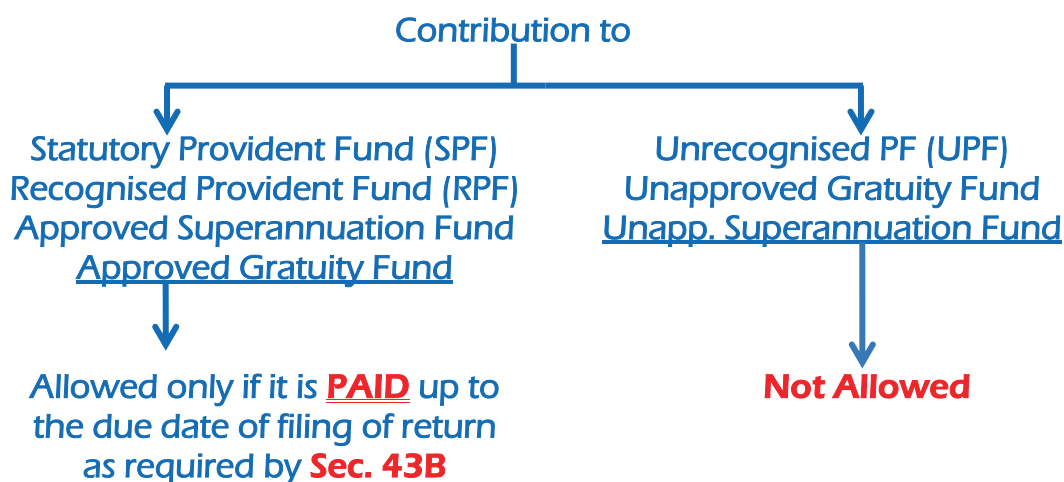 Contribution to
Statutory Provident Fund (SPF)
Recognised Provident Fund (RPF)
Approved Superannuation Fund
Approved Gratuity Fund
Allowed only if it is PAID up to
the due date of filing of return
as required by Sec. 43B
Unrecognised PF (UPF)
Unapproved Gratuity Fund
Unapp. Superannuation Fund
Not Allowed